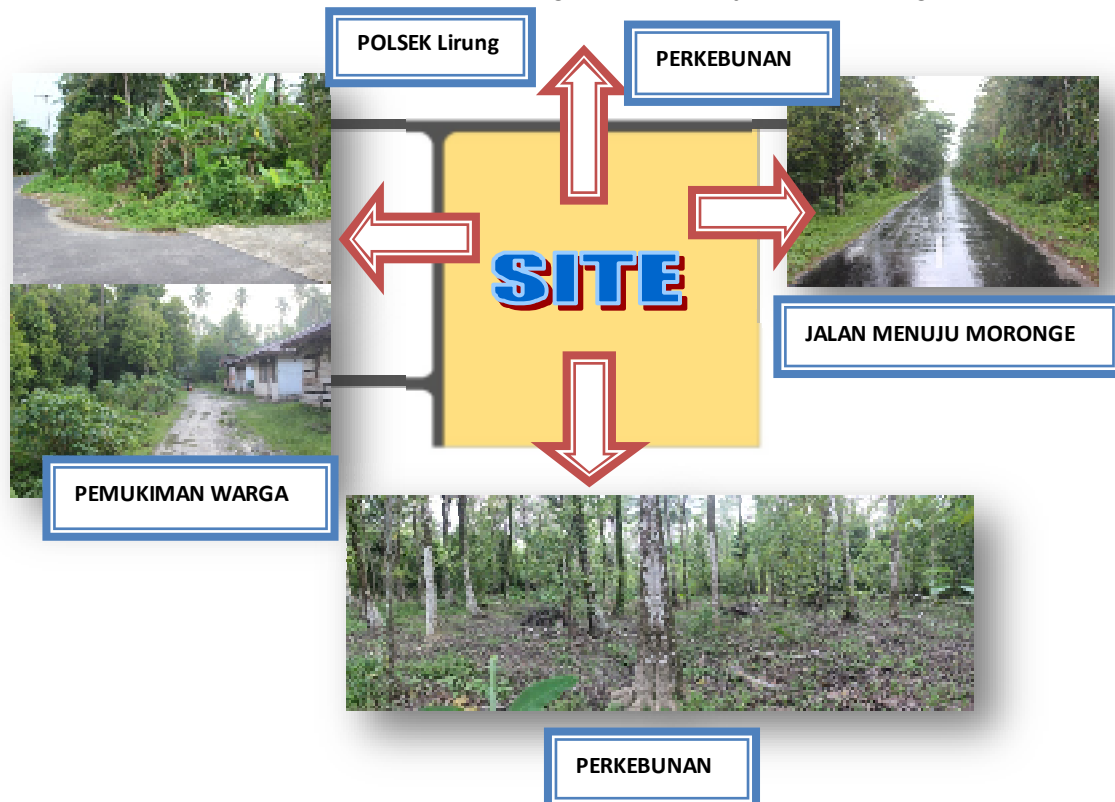 POLSEK Lirung
PERKEBUNAN
SITE
JALAN MENUJU MORONGE
PEMUKIMAN WARGA
PERKEBUNAN